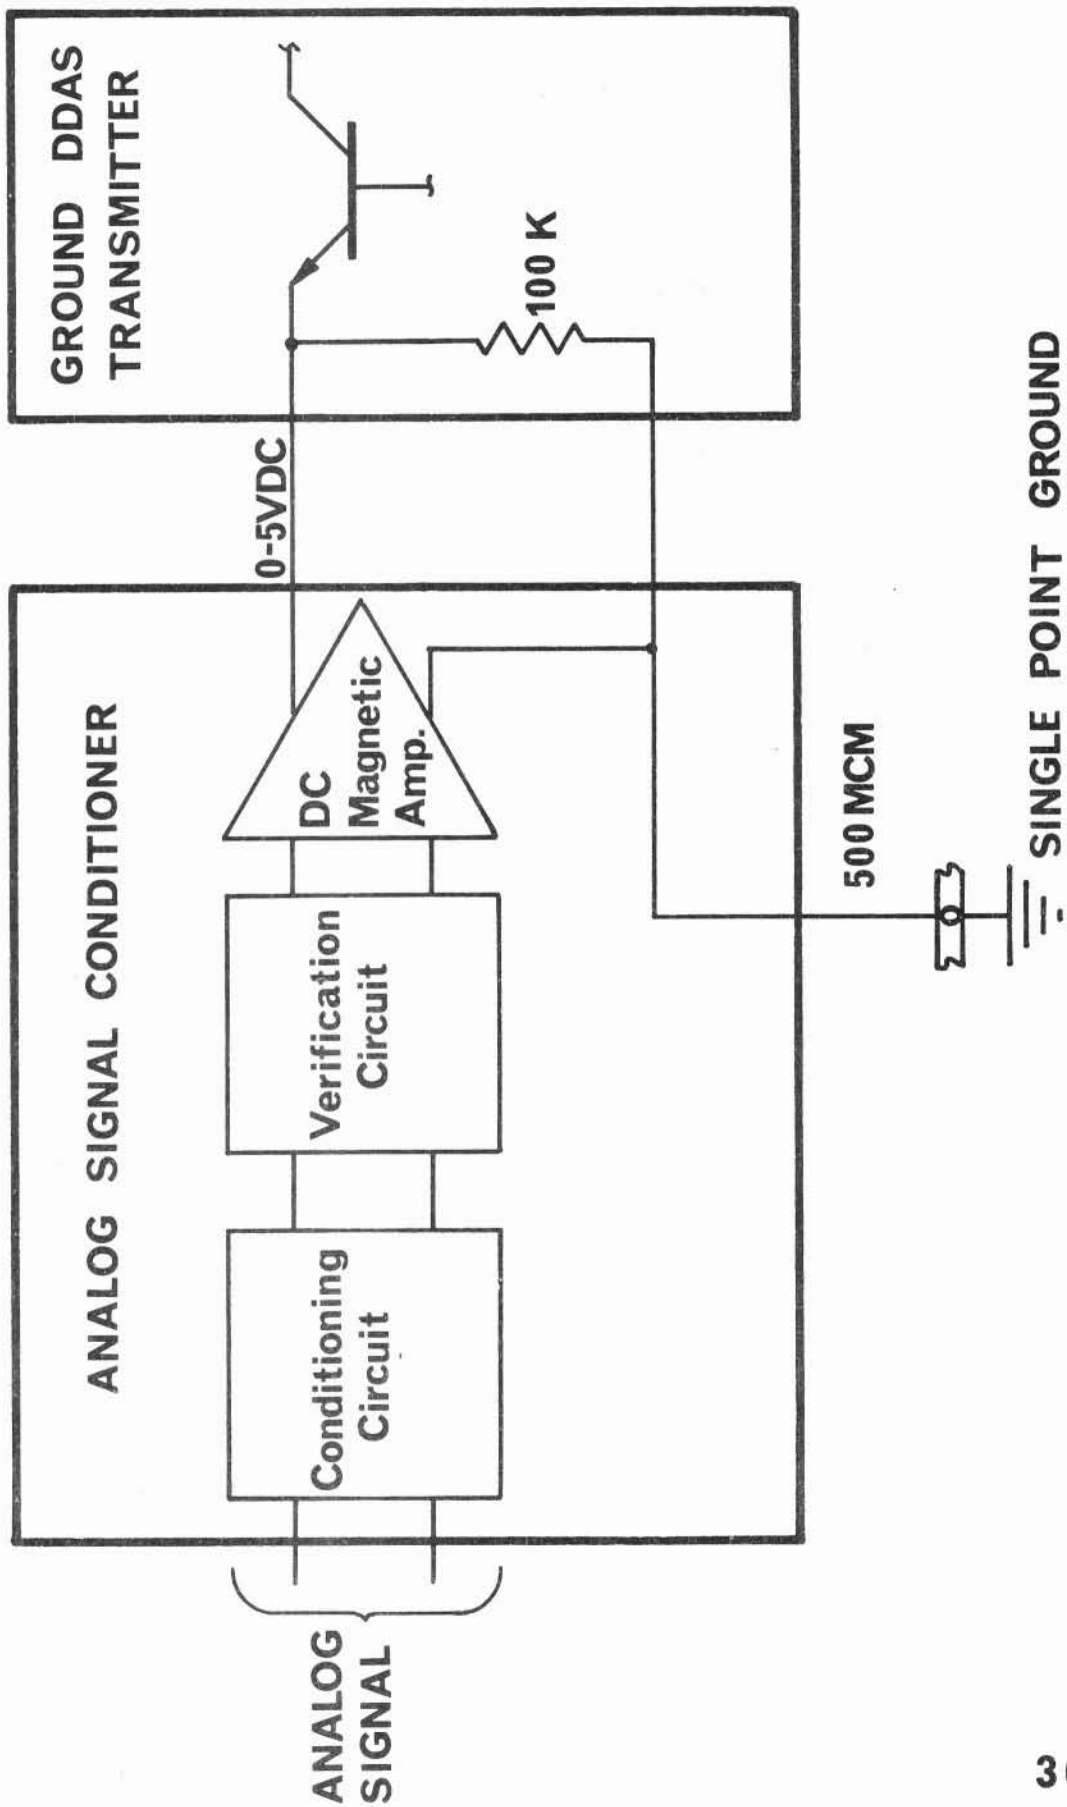 ANALOG SIGNAL CONDITIONER
GROUND DDAS
TRANSMITTER
ANALOG
SIGNAL
Conditioning
Circuit
Verification
Circuit
DC
Magnetic
Amp.
0-5VDC
100 K
500 MCM
SINGLE POINT GROUND